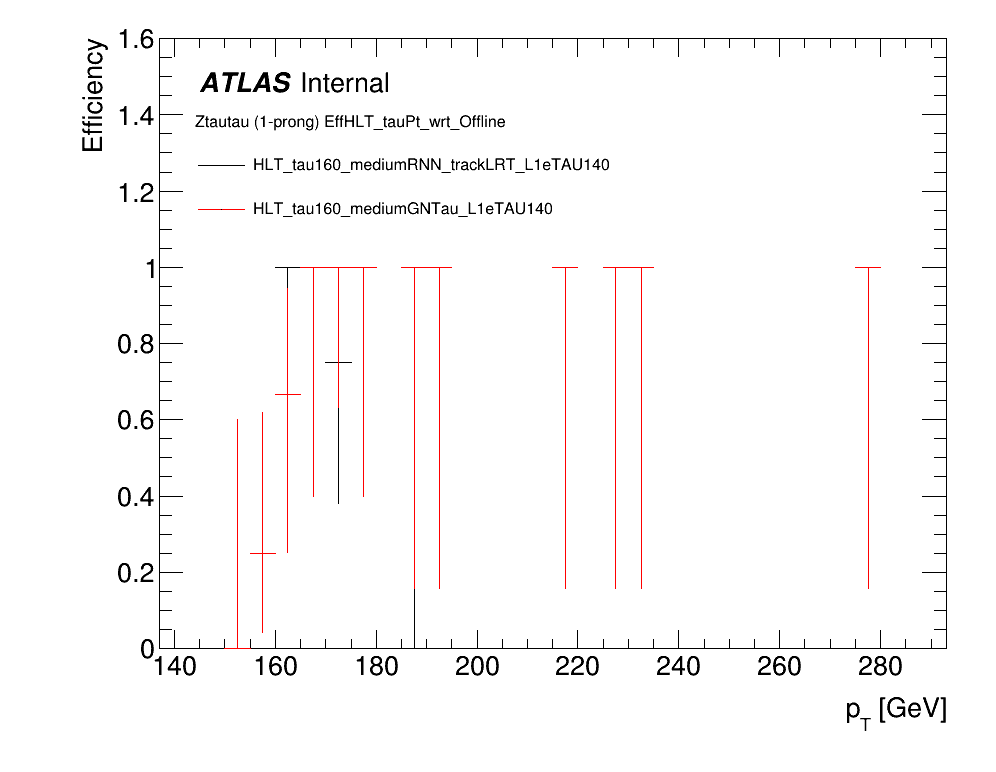 Efficiency
1.6
1.4
1.2
1
0.8
0.6
0.4
0.2
0
ATLAS Internal
Ztautau (1-prong) EffHLT_tauPt_wrt_Offline
HLT_tau160_mediumRNN_trackLRT_L1eTAU140
HLT_tau160_mediumGNTau_L1eTAU140
140 160 180 200 220 240 260 280
pT [GeV]